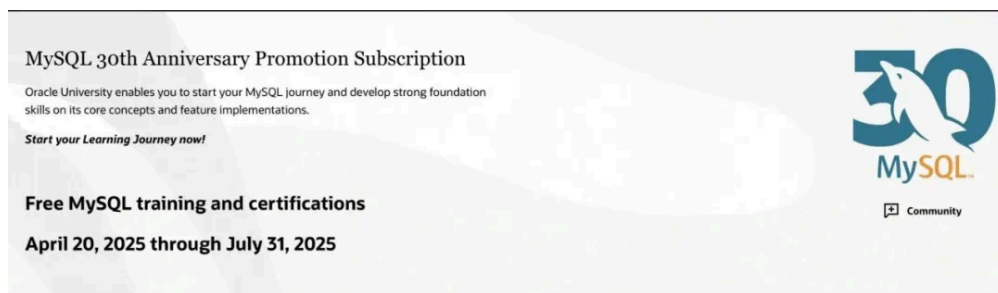 MySQL 30th Anniversary Promotion Subscription
Oracle University enables you to start your MySQL journey and develop strong foundation
skills on its core concepts and feature implementations.
Start your Learning Journey now!
Free MySQL training and certifications
April 20, 2025 through July 31, 2025
30
MySQL™
Community